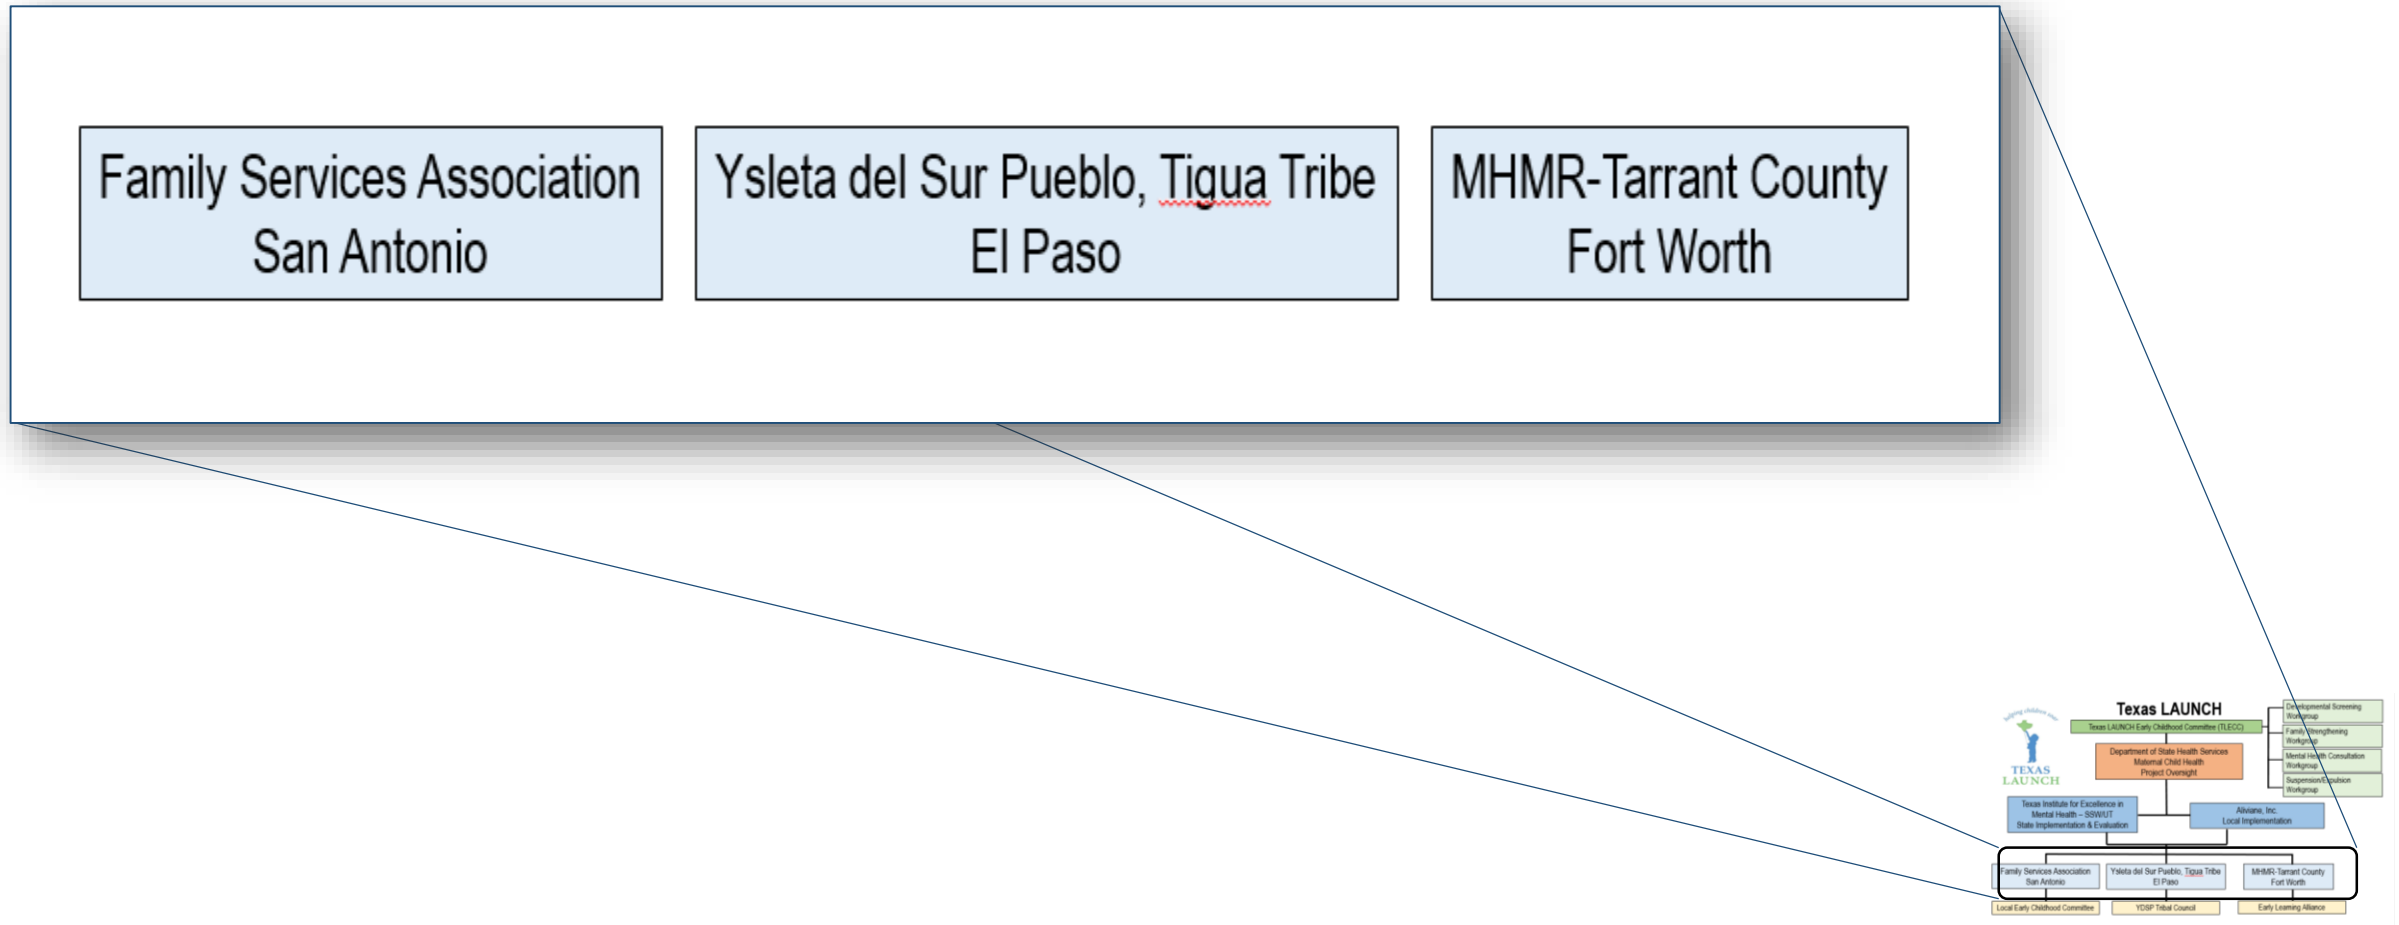 Family Services Association
San Antonio
Ysleta del Sur Pueblo, Tigua Tribe
El Paso
MHMR-Tarrant County
Fort Worth
helping children soar
TEXAS
LAUNCH
Texas LAUNCH
Texas LAUNCH Early Childhood Committee (TLECC)
Developmental Screening
Workgroup
Family Strengthening
Workgroup
Mental Health Consultation
Workgroup
Suspension/Expulsion
Workgroup
Department of State Health Services
Maternal Child Health
Project Oversight
Texas Institute for Excellence in
Mental Health – SSW/UT
State Implementation & Evaluation
Aliviane, Inc.
Local Implementation
Family Services Association
San Antonio
Ysleta del Sur Pueblo, Tigua Tribe
El Paso
MHMR-Tarrant County
Fort Worth
Local Early Childhood Committee
YDSP Tribal Council
Early Learning Alliance